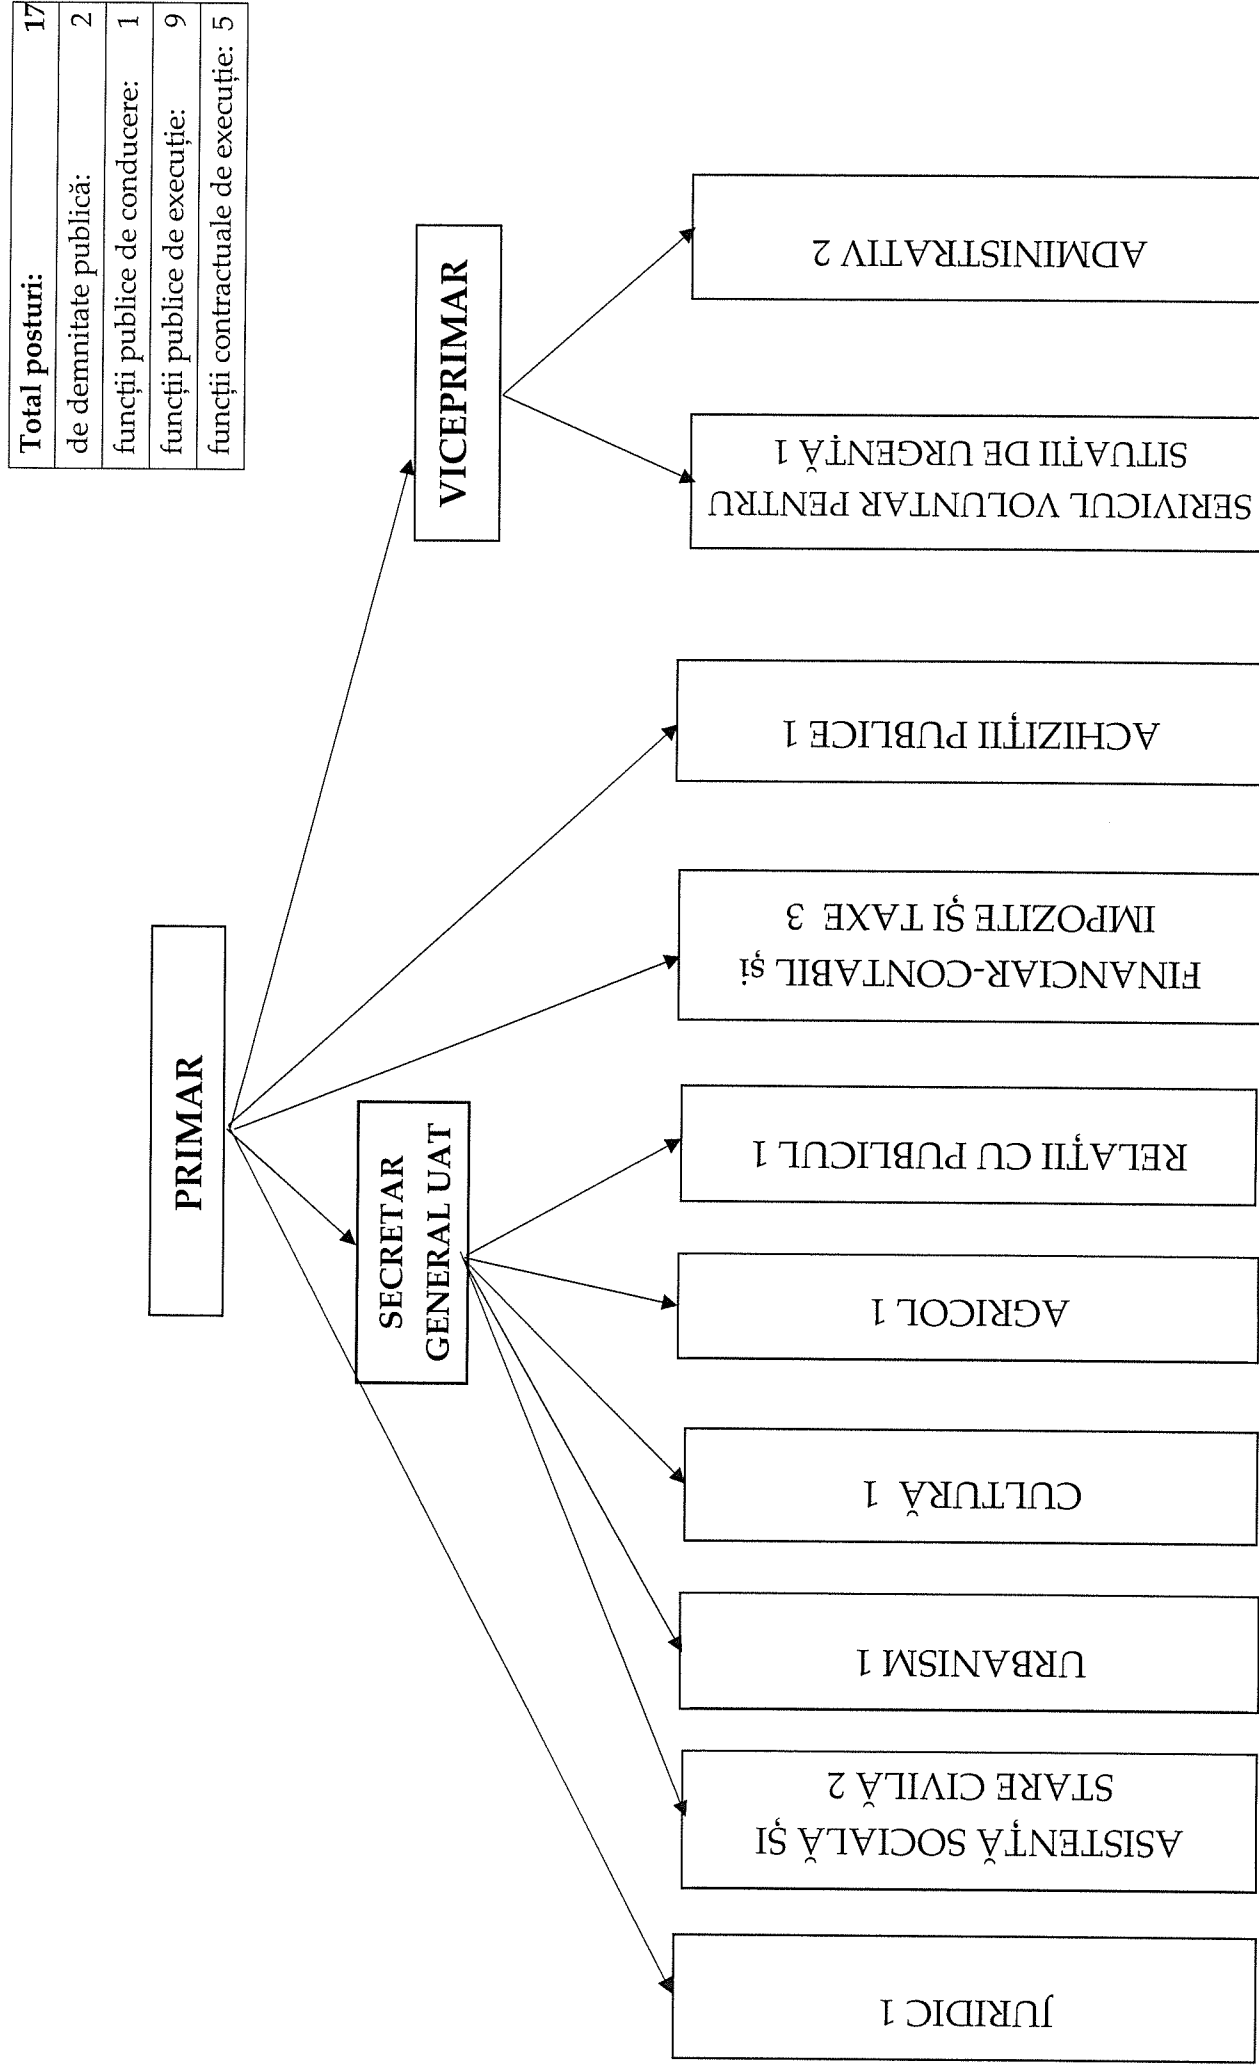 Total posturi: 17
de demnitate publică: 2
funcții publice de conducere: 1
funcții publice de execuție: 9
funcții contractuale de execuție: 5
PRIMAR
SECRETAR
GENERAL UAT
VICEPRIMAR
JURIDIC 1
ASISTENȚĂ SOCIALĂ ȘI
STARE CIVILĂ 2
URBANISM 1
CULTURĂ 1
AGRICOL 1
RELAȚII CU PUBLICUL 1
FINANCIAR-CONTABIL și
IMPOZITE ȘI TAXE 3
ACHIZIȚII PUBLICE 1
SERIVICUL VOLUNTAR PENTRU
SITUAȚII DE URGENȚĂ 1
ADMINISTRATIV 2